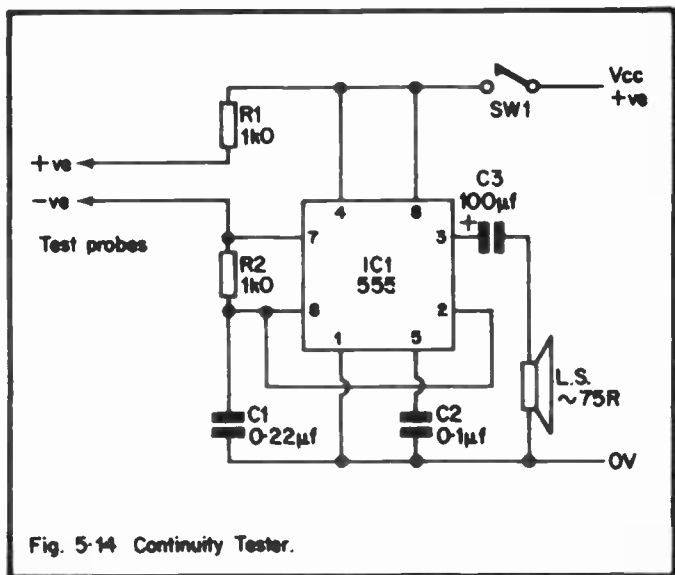 Vcc
+ve
SW1
R1
1k0
+ve
-ve
Test probes
C3
100µf
+
4
8
7
3
IC1
555
R2
1k0
6
2
1
5
L.S.
~75R
C1
0·22µf
C2
0·1µf
0V
Fig. 5·14 Continuity Tester.